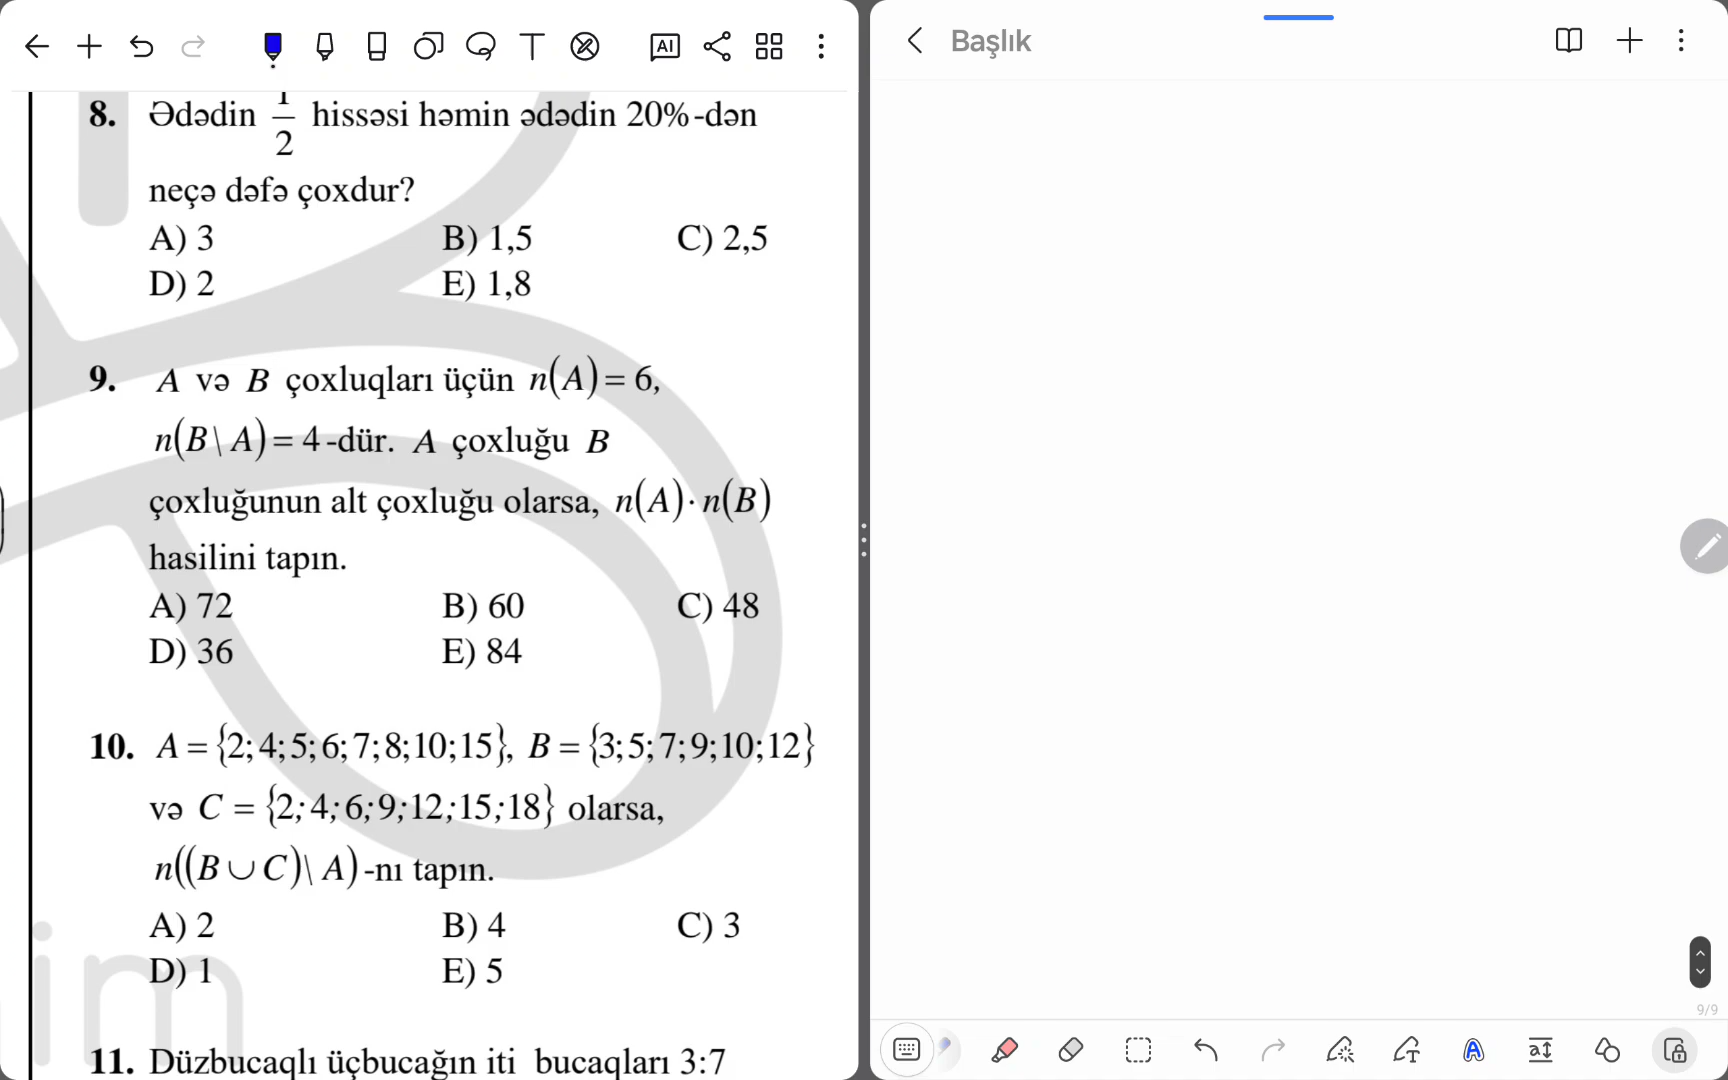 AI
8. Ədədin 1/2 hissəsi həmin ədədin 20%-dən
neçə dəfə çoxdur?
A) 3 B) 1,5 C) 2,5
D) 2 E) 1,8
9. A və B çoxluqları üçün n(A) = 6,
n(B\A) = 4-dür. A çoxluğu B
çoxluğunun alt çoxluğu olarsa, n(A)·n(B)
hasilini tapın.
A) 72 B) 60 C) 48
D) 36 E) 84
10. A = {2;4;5;6;7;8;10;15}, B = {3;5;7;9;10;12}
və C = {2;4;6;9;12;15;18} olarsa,
n((B∪C)\A)-nı tapın.
A) 2 B) 4 C) 3
D) 1 E) 5
im
11. Düzbucaqlı üçbucağın iti bucaqları 3:7
Başlık
9/9